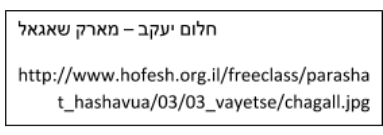 חלום יעקב – מארק שאגאל
http://www.hofesh.org.il/freeclass/parasha
t_hashavua/03/03_vayetse/chagall.jpg